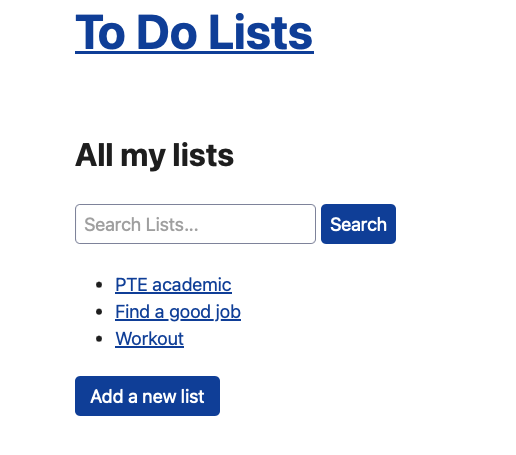 To Do Lists
All my lists
Search Lists... Search
PTE academic
Find a good job
Workout
Add a new list